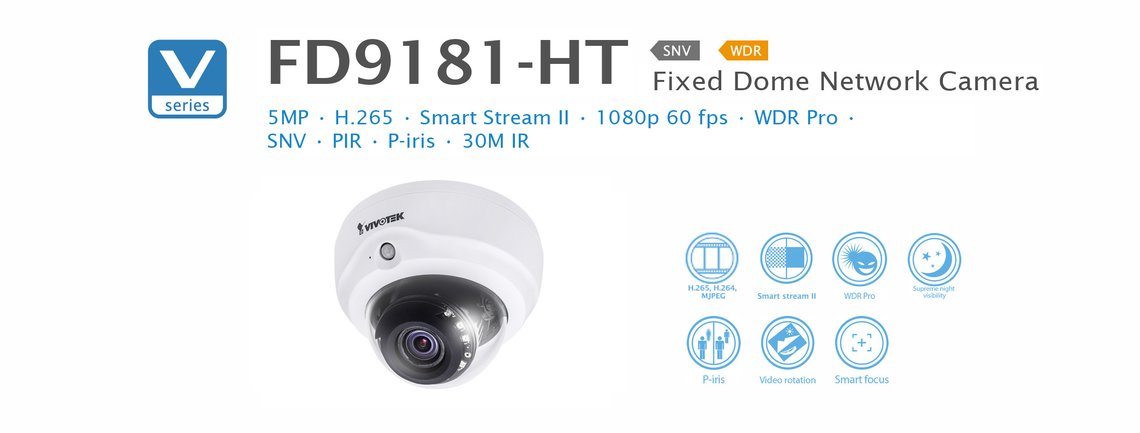 V
series
FD9181-HT
SNV
WDR
Fixed Dome Network Camera
5MP · H.265 · Smart Stream II · 1080p 60 fps · WDR Pro ·
SNV · PIR · P-iris · 30M IR
VIVOTEK
H.265, H.264,
MJPEG
Smart stream II
WDR Pro
Supreme night
visibility
P-iris
Video rotation
Smart focus